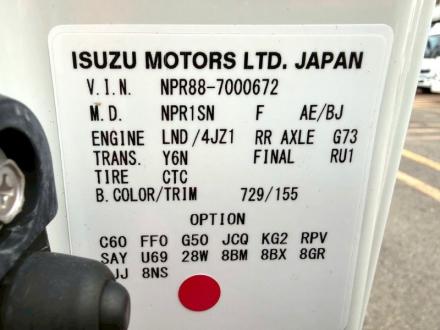 ISUZU MOTORS LTD. JAPAN
V.I.N. NPR88-7000672
M.D. NPR1SN F AE/BJ
ENGINE LND/4JZ1 RR AXLE G73
TRANS. Y6N FINAL RU1
TIRE CTC
B.COLOR/TRIM 729/155
OPTION
C60 FF0 G50 JCQ KG2 RPV
SAY U69 28W 8BM 8BX 8GR
8NS